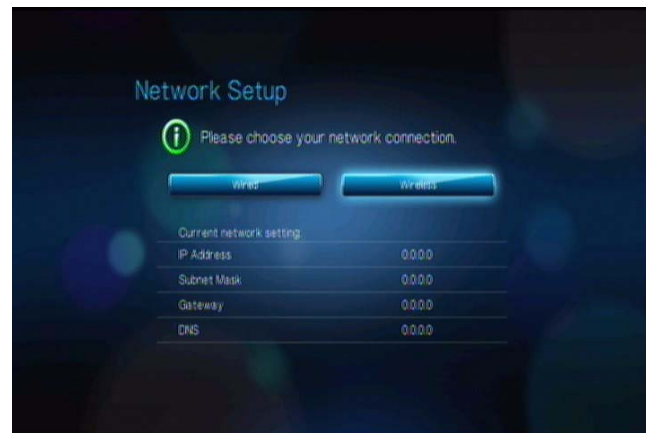 Network Setup
Please choose your network connection.
Wired Wireless
Current network setting:
IP Address 0.0.0.0
Subnet Mask 0.0.0.0
Gateway 0.0.0.0
DNS 0.0.0.0